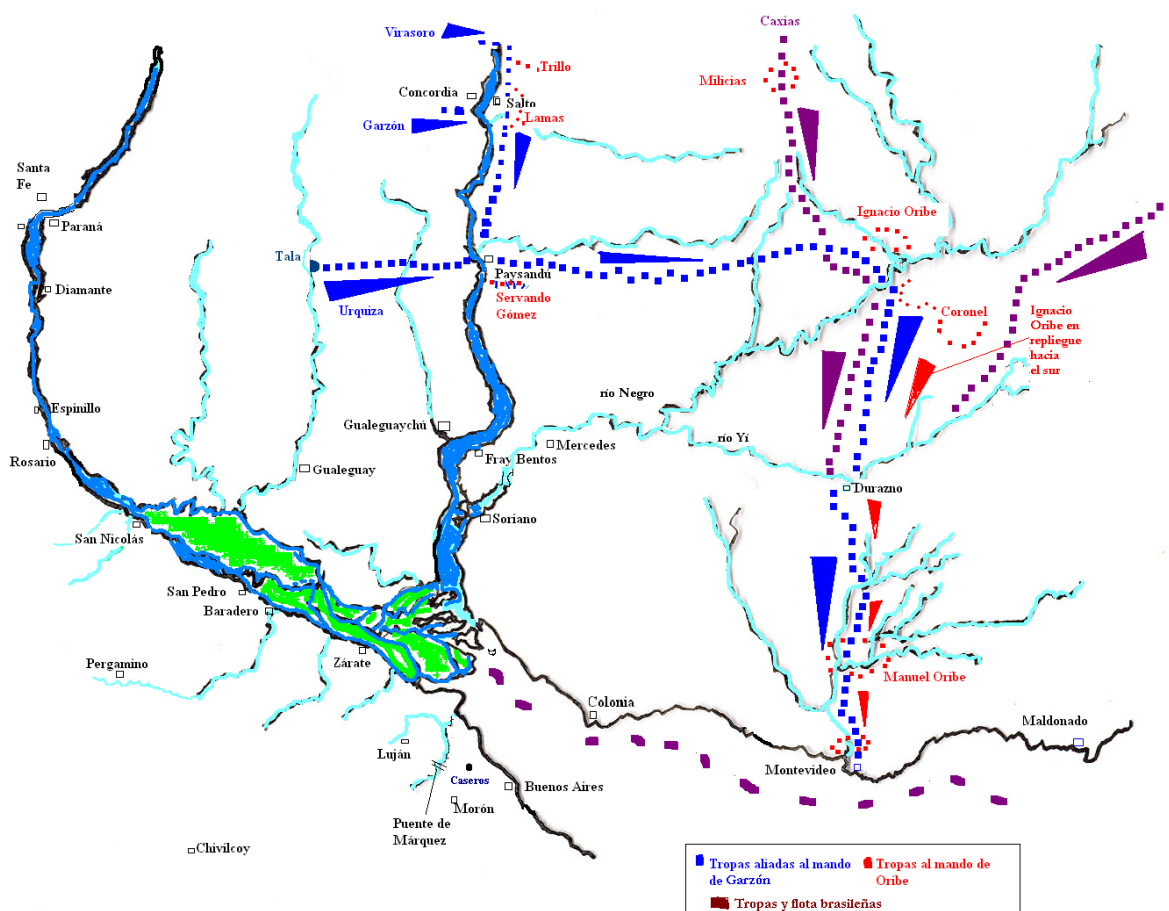 Virasoro
Caxias
Trillo
Milicias
Concordia
Salto
Lamas
Garzón
Santa
Fe
Paraná
Ignacio Oribe
Tala
Paysandú
Diamante
Urquiza
Servando
Gómez
Coronel
Ignacio
Oribe en
repliegue
hacia
el sur
río Negro
Espinillo
Gualeguaychú
Mercedes
río Yí
Rosario
Fray Bentos
Gualeguay
Durazno
Soriano
San Nicolás
San Pedro
Baradero
Zárate
Pergamino
Manuel Oribe
Colonia
Maldonado
Luján
Caseros
Montevideo
Buenos Aires
Morón
Puente de
Márquez
Chivilcoy
Tropas aliadas al mando
de Garzón
Tropas al mando de
Oribe
Tropas y flota brasileñas